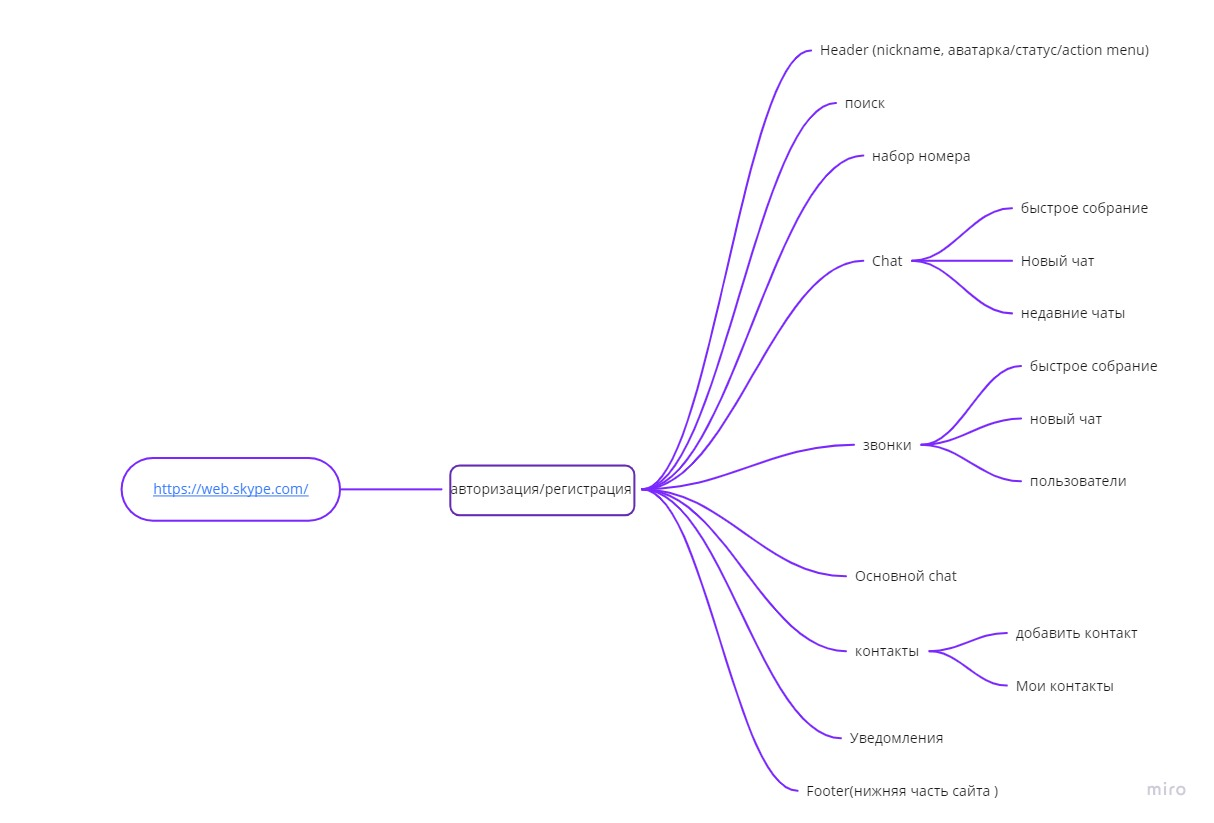 https://web.skype.com/
авторизация/регистрация
Header (nickname, аватарка/статус/action menu)
поиск
набор номера
Chat
быстрое собрание
Новый чат
недавние чаты
звонки
быстрое собрание
новый чат
пользователи
Основной chat
контакты
добавить контакт
Мои контакты
Уведомления
Footer(нижняя часть сайта )
miro